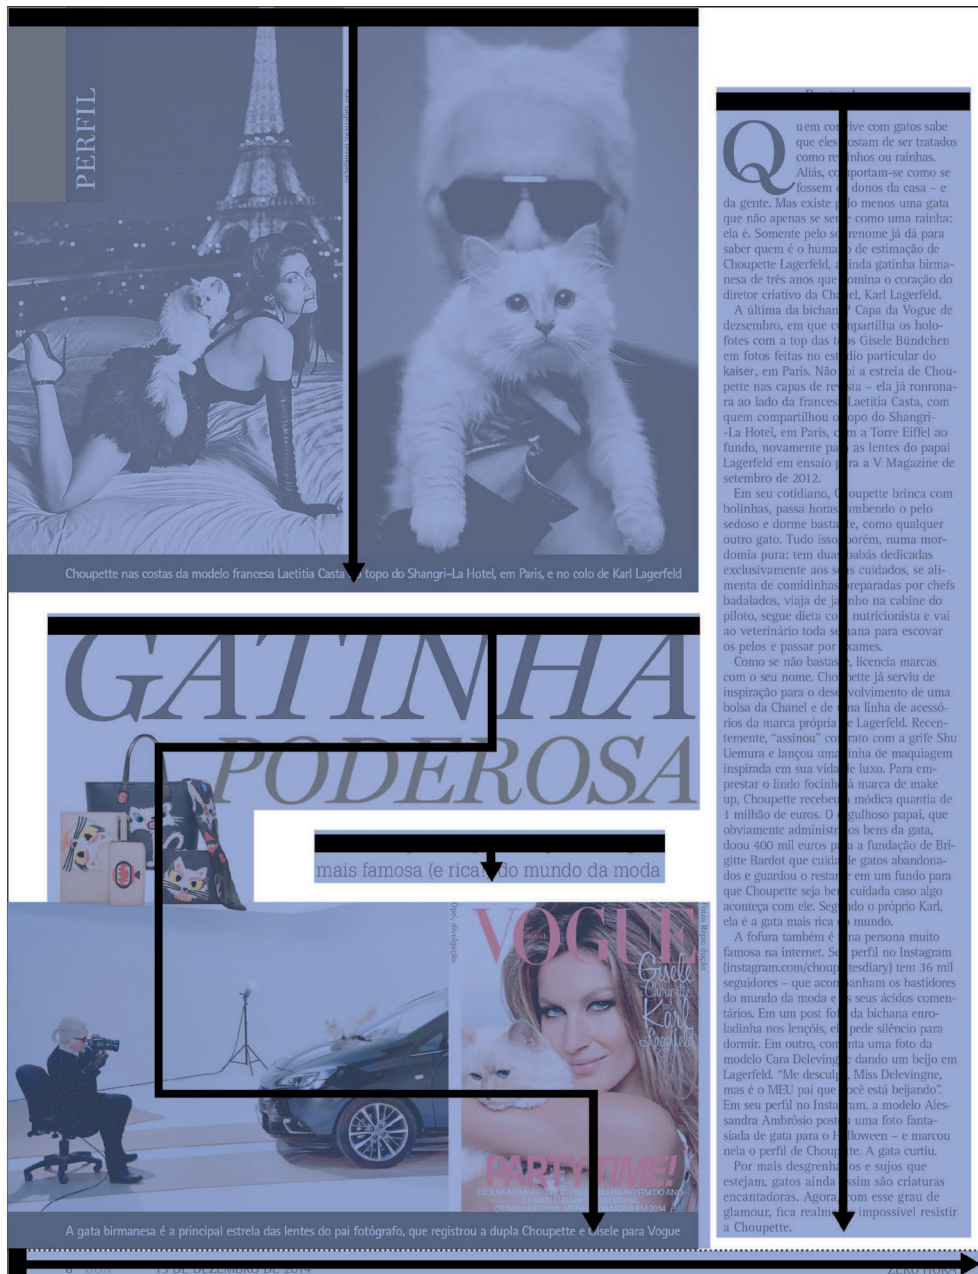 PERFIL
Choupette nas costas da modelo francesa Laetitia Casta topo do Shangri-La Hotel, em Paris, e no colo de Karl Lagerfeld
GATINHA
PODEROSA
mais famosa (e rica) do mundo da moda
Opel, divulgação
VOGUE
BRASIL
Gisele
Choupette
Karl
Lagerfeld
PARTY TIME!
A gata birmanesa é a principal estrela das lentes do pai fotógrafo, que registrou a dupla Choupette e Gisele para Vogue
Quem convive com gatos sabe
que eles gostam de ser tratados
como reizinhos ou rainhas.
Aliás, comportam-se como se
fossem os donos da casa – e
da gente. Mas existe pelo menos uma gata
que não apenas se sente como uma rainha:
ela é. Somente pelo sobrenome já dá para
saber quem é o humano de estimação de
Choupette Lagerfeld, a linda gatinha birma-
nesa de três anos que domina o coração do
diretor criativo da Chanel, Karl Lagerfeld.
A última da bichana? Capa da Vogue de
dezsembro, em que compartilha os holo-
fotes com a top das tops Gisele Bündchen
em fotos feitas no estúdio particular do
kaiser, em Paris. Não foi a estreia de Chou-
pette nas capas de revista – ela já ronrona-
ra ao lado da francesa Laetitia Casta, com
quem compartilhou o topo do Shangri-
-La Hotel, em Paris, com a Torre Eiffel ao
fundo, novamente para as lentes do papai
Lagerfeld em ensaio para a V Magazine de
setembro de 2012.
Em seu cotidiano, Choupette brinca com
bolinhas, passa horas lambendo o pelo
sedoso e dorme bastante, como qualquer
outro gato. Tudo isso, porém, numa mor-
domia pura: tem duas babás dedicadas
exclusivamente aos seus cuidados, se ali-
menta de comidinhas preparadas por chefs
badalados, viaja de jatinho na cabine do
piloto, segue dieta com nutricionista e vai
ao veterinário toda semana para escovar
os pelos e passar por exames.
Como se não bastasse, licencia marcas
com o seu nome. Choupette já serviu de
inspiração para o desenvolvimento de uma
bolsa da Chanel e de uma linha de acessó-
rios da marca própria de Lagerfeld. Recen-
temente, “assinou” contrato com a grife Shu
Uemura e lançou uma linha de maquiagem
inspirada em sua vida de luxo. Para em-
prestar o lindo focinho à marca de make
up, Choupette recebeu a módica quantia de
1 milhão de euros. O orgulhoso papai, que
obviamente administra os bens da gata,
doou 400 mil euros para a fundação de Bri-
gitte Bardot que cuida de gatos abandona-
dos e guardou o restante em um fundo para
que Choupette seja bem cuidada caso algo
aconteça com ele. Segundo o próprio Karl,
ela é a gata mais rica do mundo.
A fofura também é uma persona muito
famosa na internet. Seu perfil no Instagram
(instagram.com/choupettesdiary) tem 36 mil
seguidores – que acompanham os bastidores
do mundo da moda e os seus ácidos comen-
tários. Em um post foto da bichana enro-
ladinha nos lençóis, ela pede silêncio para
dormir. Em outro, comenta uma foto da
modelo Cara Delevingne dando um beijo em
Lagerfeld. “Me desculpa, Miss Delevingne,
mas é o MEU pai que você está beijando”.
Em seu perfil no Instagram, a modelo Ales-
sandra Ambrósio postou uma foto fanta-
siada de gata para o Halloween – e marcou
nela o perfil de Choupette. A gata curtiu.
Por mais desgrenhados e sujos que
estejam, gatos ainda assim são criaturas
encantadoras. Agora, com esse grau de
glamour, fica realmente impossível resistir
a Choupette.
8 DON 15 DE DEZEMBRO DE 2014
ZERO HORA